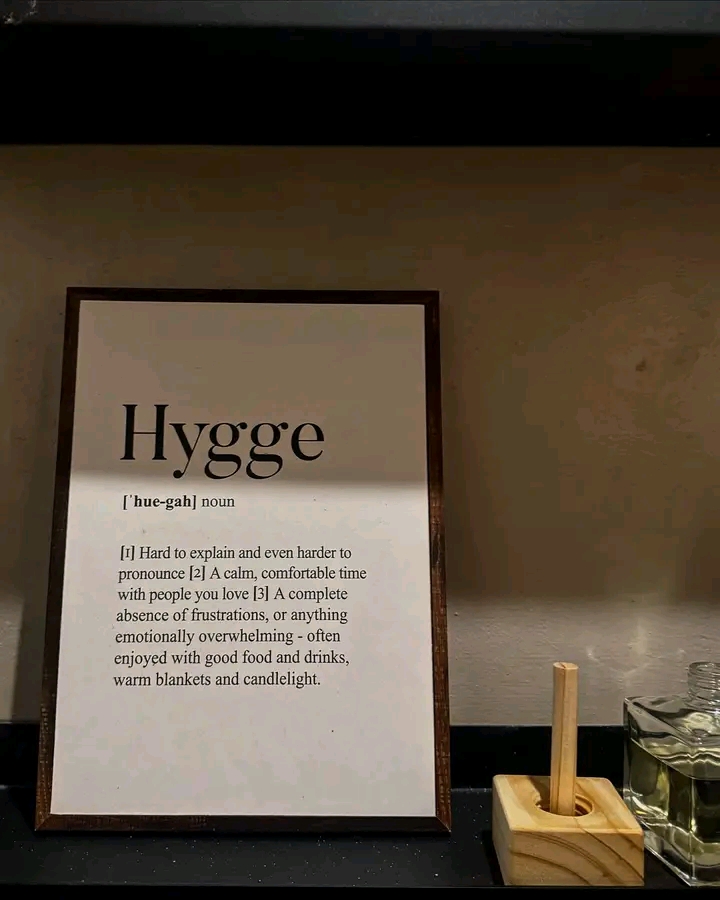 Hygge
[ˈhue-gah] noun
[1] Hard to explain and even harder to
pronounce [2] A calm, comfortable time
with people you love [3] A complete
absence of frustrations, or anything
emotionally overwhelming - often
enjoyed with good food and drinks,
warm blankets and candlelight.